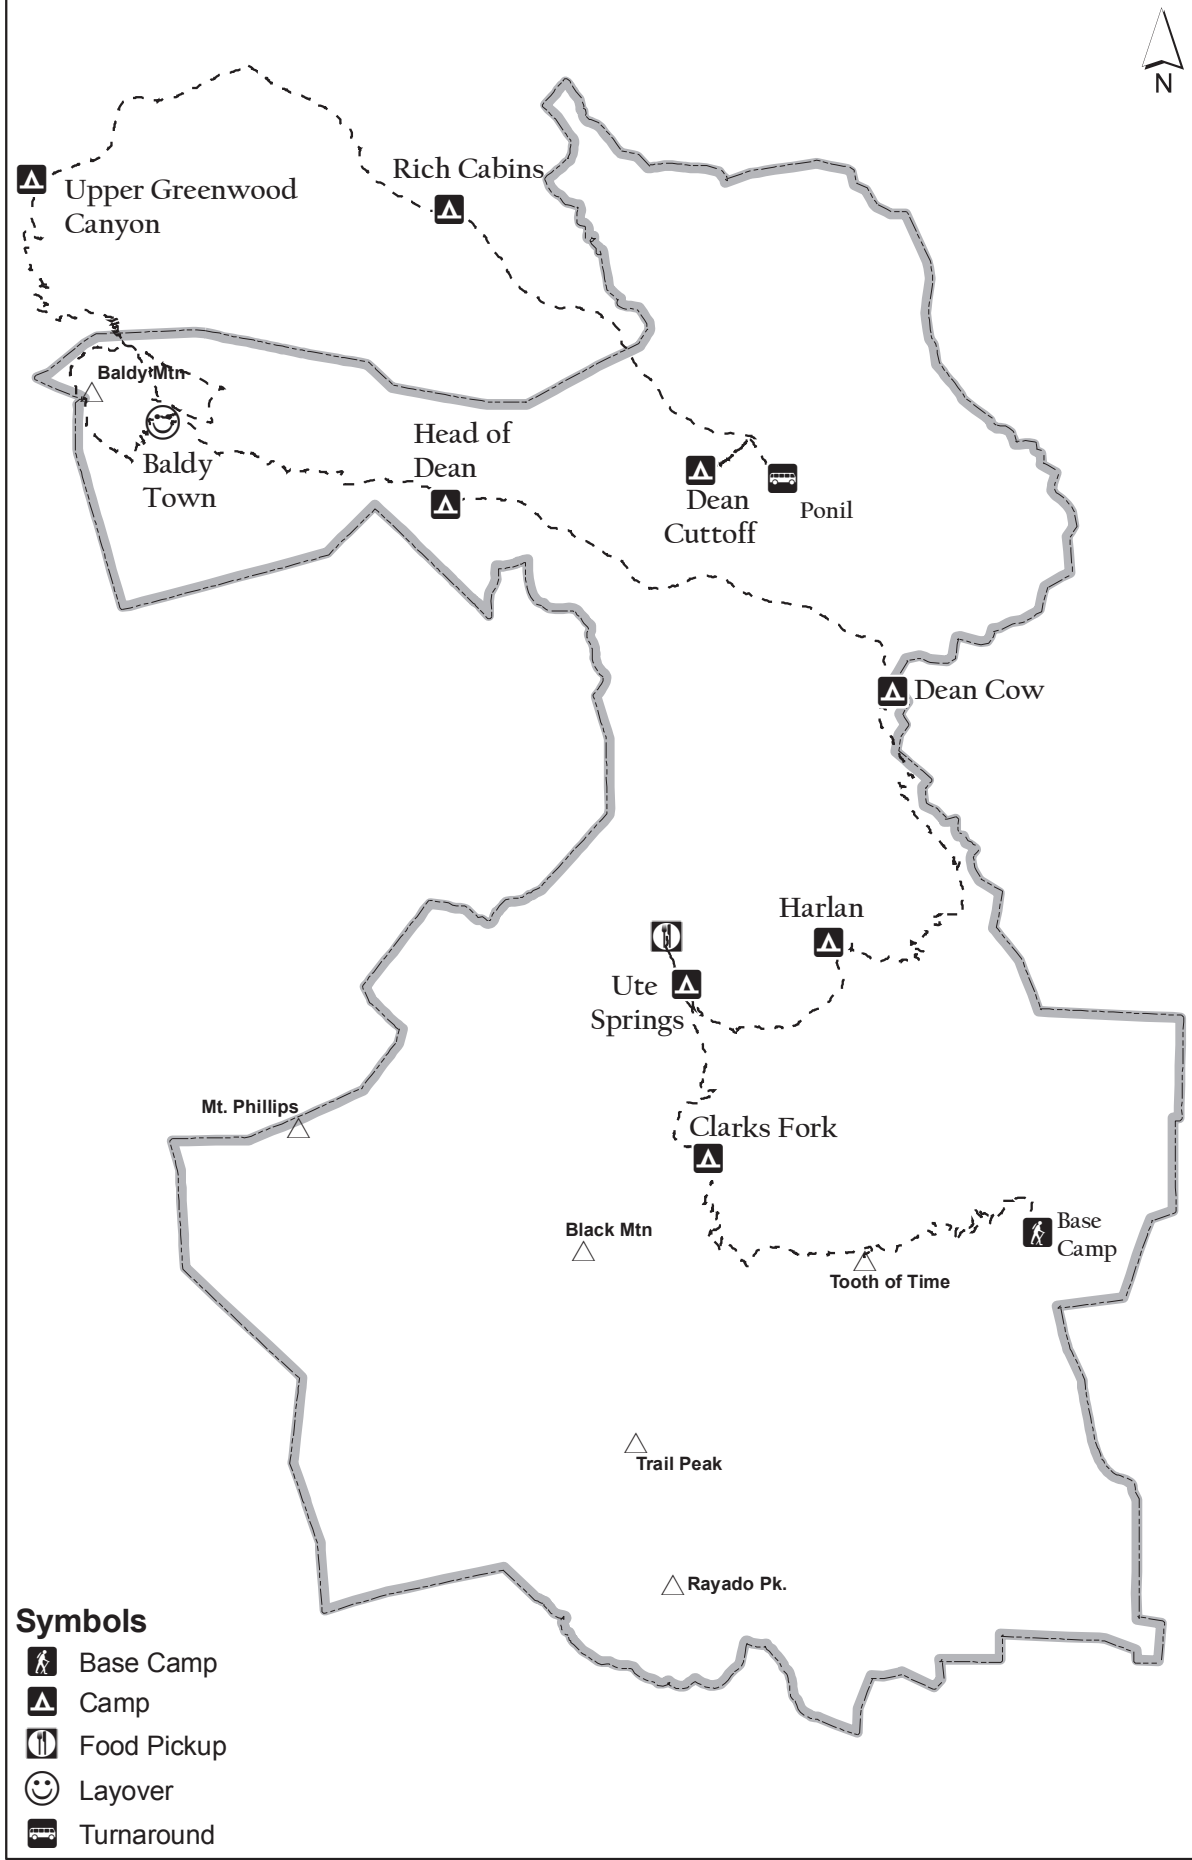 N
Rich Cabins
Upper Greenwood
Canyon
Baldy Mtn
Head of
Dean
Baldy
Town
Dean
Cuttoff
Ponil
Dean Cow
Harlan
Ute
Springs
Mt. Phillips
Clarks Fork
Black Mtn
Base
Camp
Tooth of Time
Trail Peak
Rayado Pk.
Symbols
Base Camp
Camp
Food Pickup
Layover
Turnaround